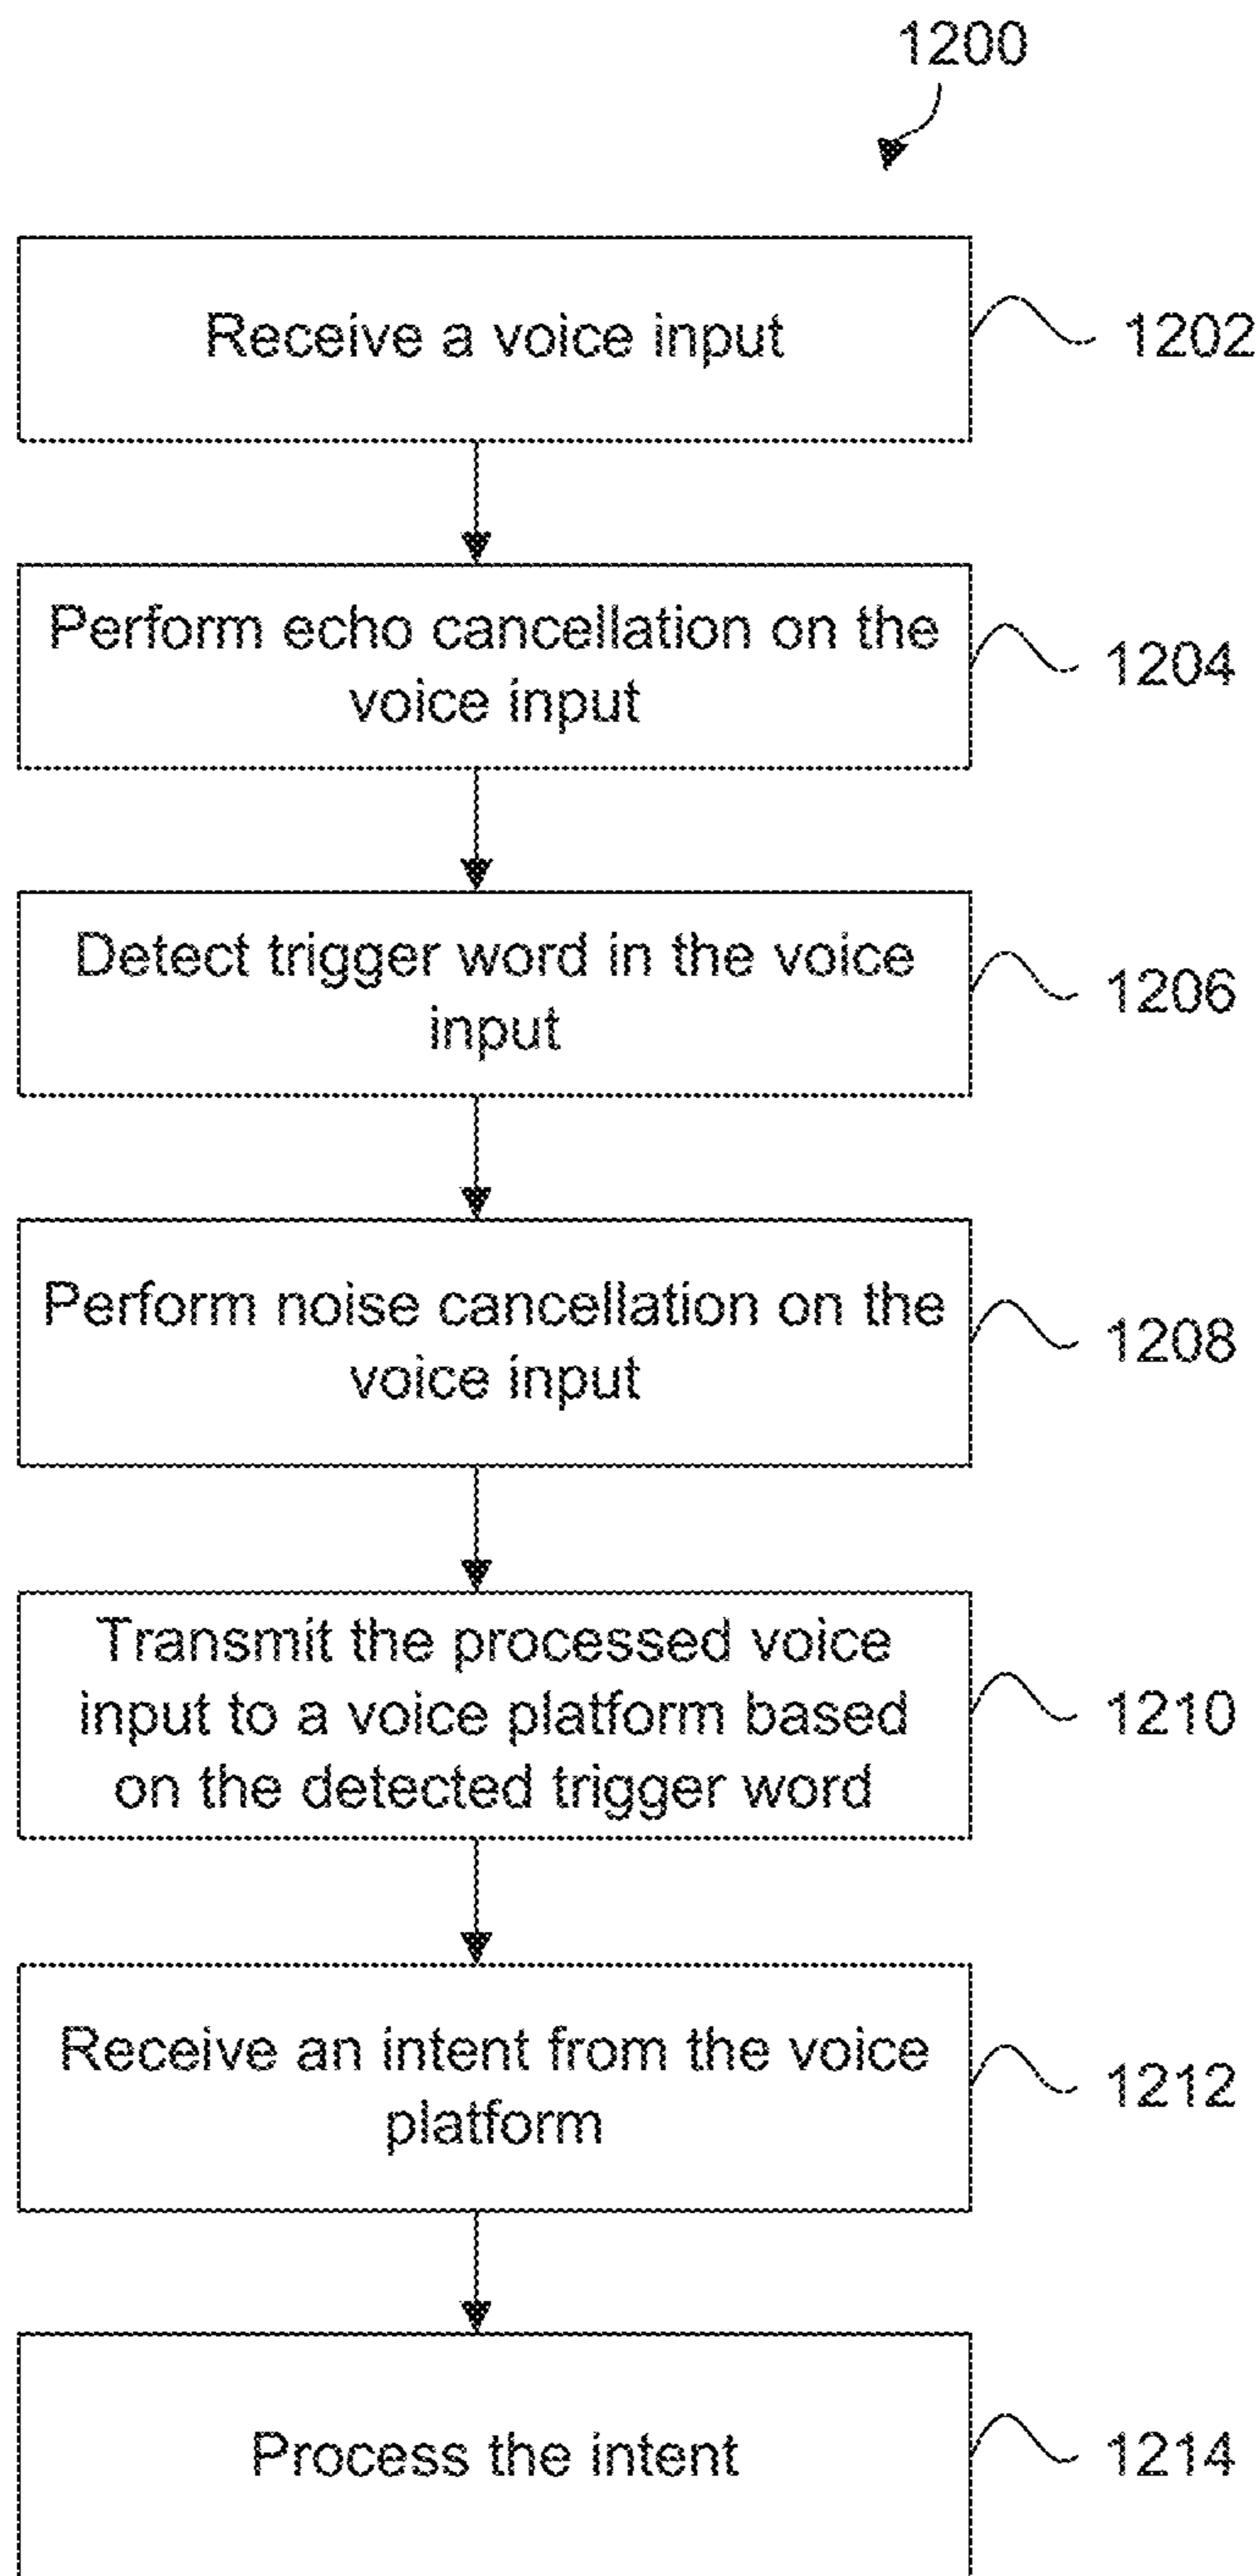 1200
Receive a voice input
1202
Perform echo cancellation on the
voice input
1204
Detect trigger word in the voice
input
1206
Perform noise cancellation on the
voice input
1208
Transmit the processed voice
input to a voice platform based
on the detected trigger word
1210
Receive an intent from the voice
platform
1212
Process the intent
1214